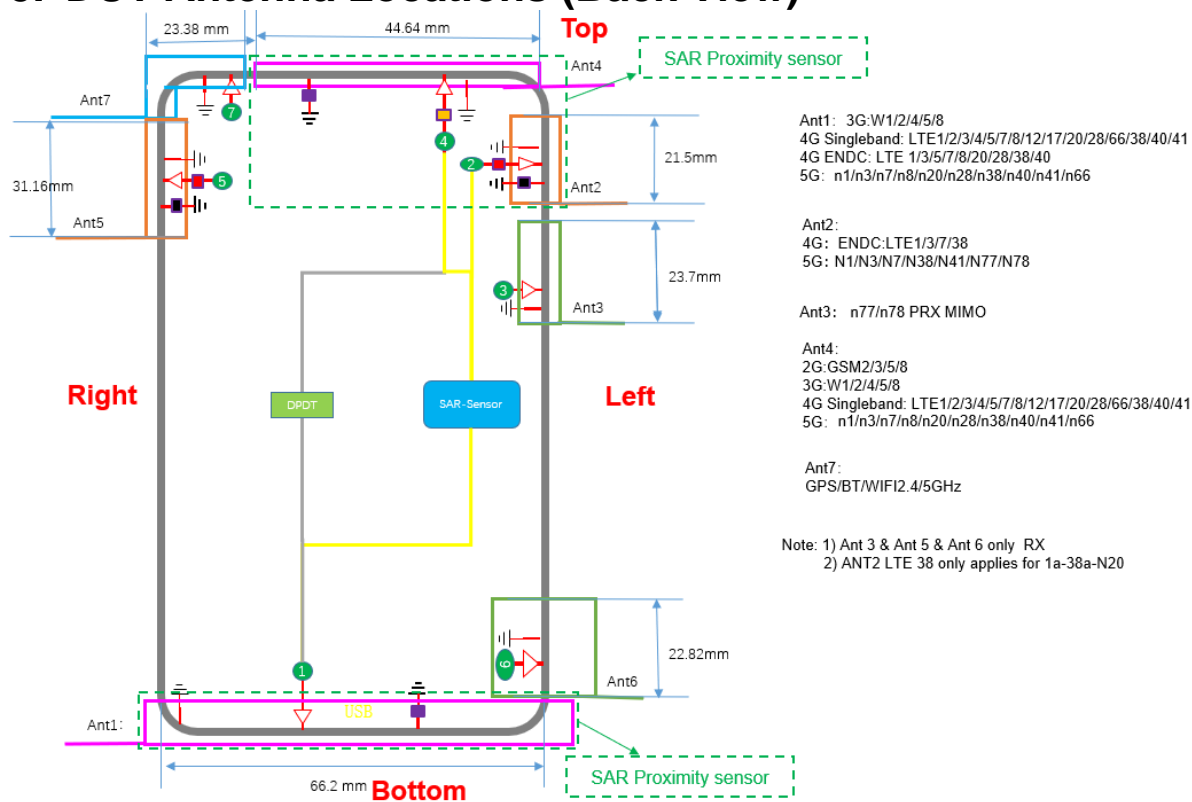 23.38 mm
44.64 mm
Top
SAR Proximity sensor
Ant4
Ant7
7
4
2
21.5mm
Ant2
31.16mm
5
Ant5
3
23.7mm
Ant3
Right
DPDT
SAR-Sensor
Left
1
6
22.82mm
Ant6
USB
Ant1:
66.2 mm
Bottom
SAR Proximity sensor
Ant1: 3G:W1/2/4/5/8
4G Singleband: LTE1/2/3/4/5/7/8/12/17/20/28/66/38/40/41
4G ENDC: LTE 1/3/5/7/8/20/28/38/40
5G: n1/n3/n7/n8/n20/n28/n38/n40/n41/n66
Ant2:
4G: ENDC:LTE1/3/7/38
5G: N1/N3/N7/N38/N41/N77/N78
Ant3: n77/n78 PRX MIMO
Ant4:
2G:GSM2/3/5/8
3G:W1/2/4/5/8
4G Singleband: LTE1/2/3/4/5/7/8/12/17/20/28/66/38/40/41
5G: n1/n3/n7/n8/n20/n28/n38/n40/n41/n66
Ant7:
GPS/BT/WIFI2.4/5GHz
Note: 1) Ant 3 & Ant 5 & Ant 6 only RX
2) ANT2 LTE 38 only applies for 1a-38a-N20